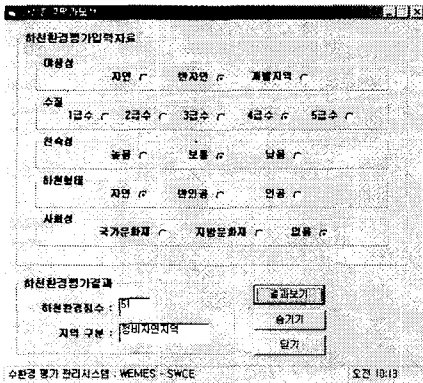 하천환경평가입력자료
야생성
자연 반자연 개발지역
수질
1급수 2급수 3급수 4급수 5급수
친숙성
높음 보통 낮음
하천형태
자연 반인공 인공
사회성
국가문화재 지방문화재 없음
하천환경평가결과
하천환경점수 : 51
지역 구분 : 정비자연지역
결과보기
숨기기
닫기
수환경 평가 관리시스템 : WEMES - SWCE 오전 10:13